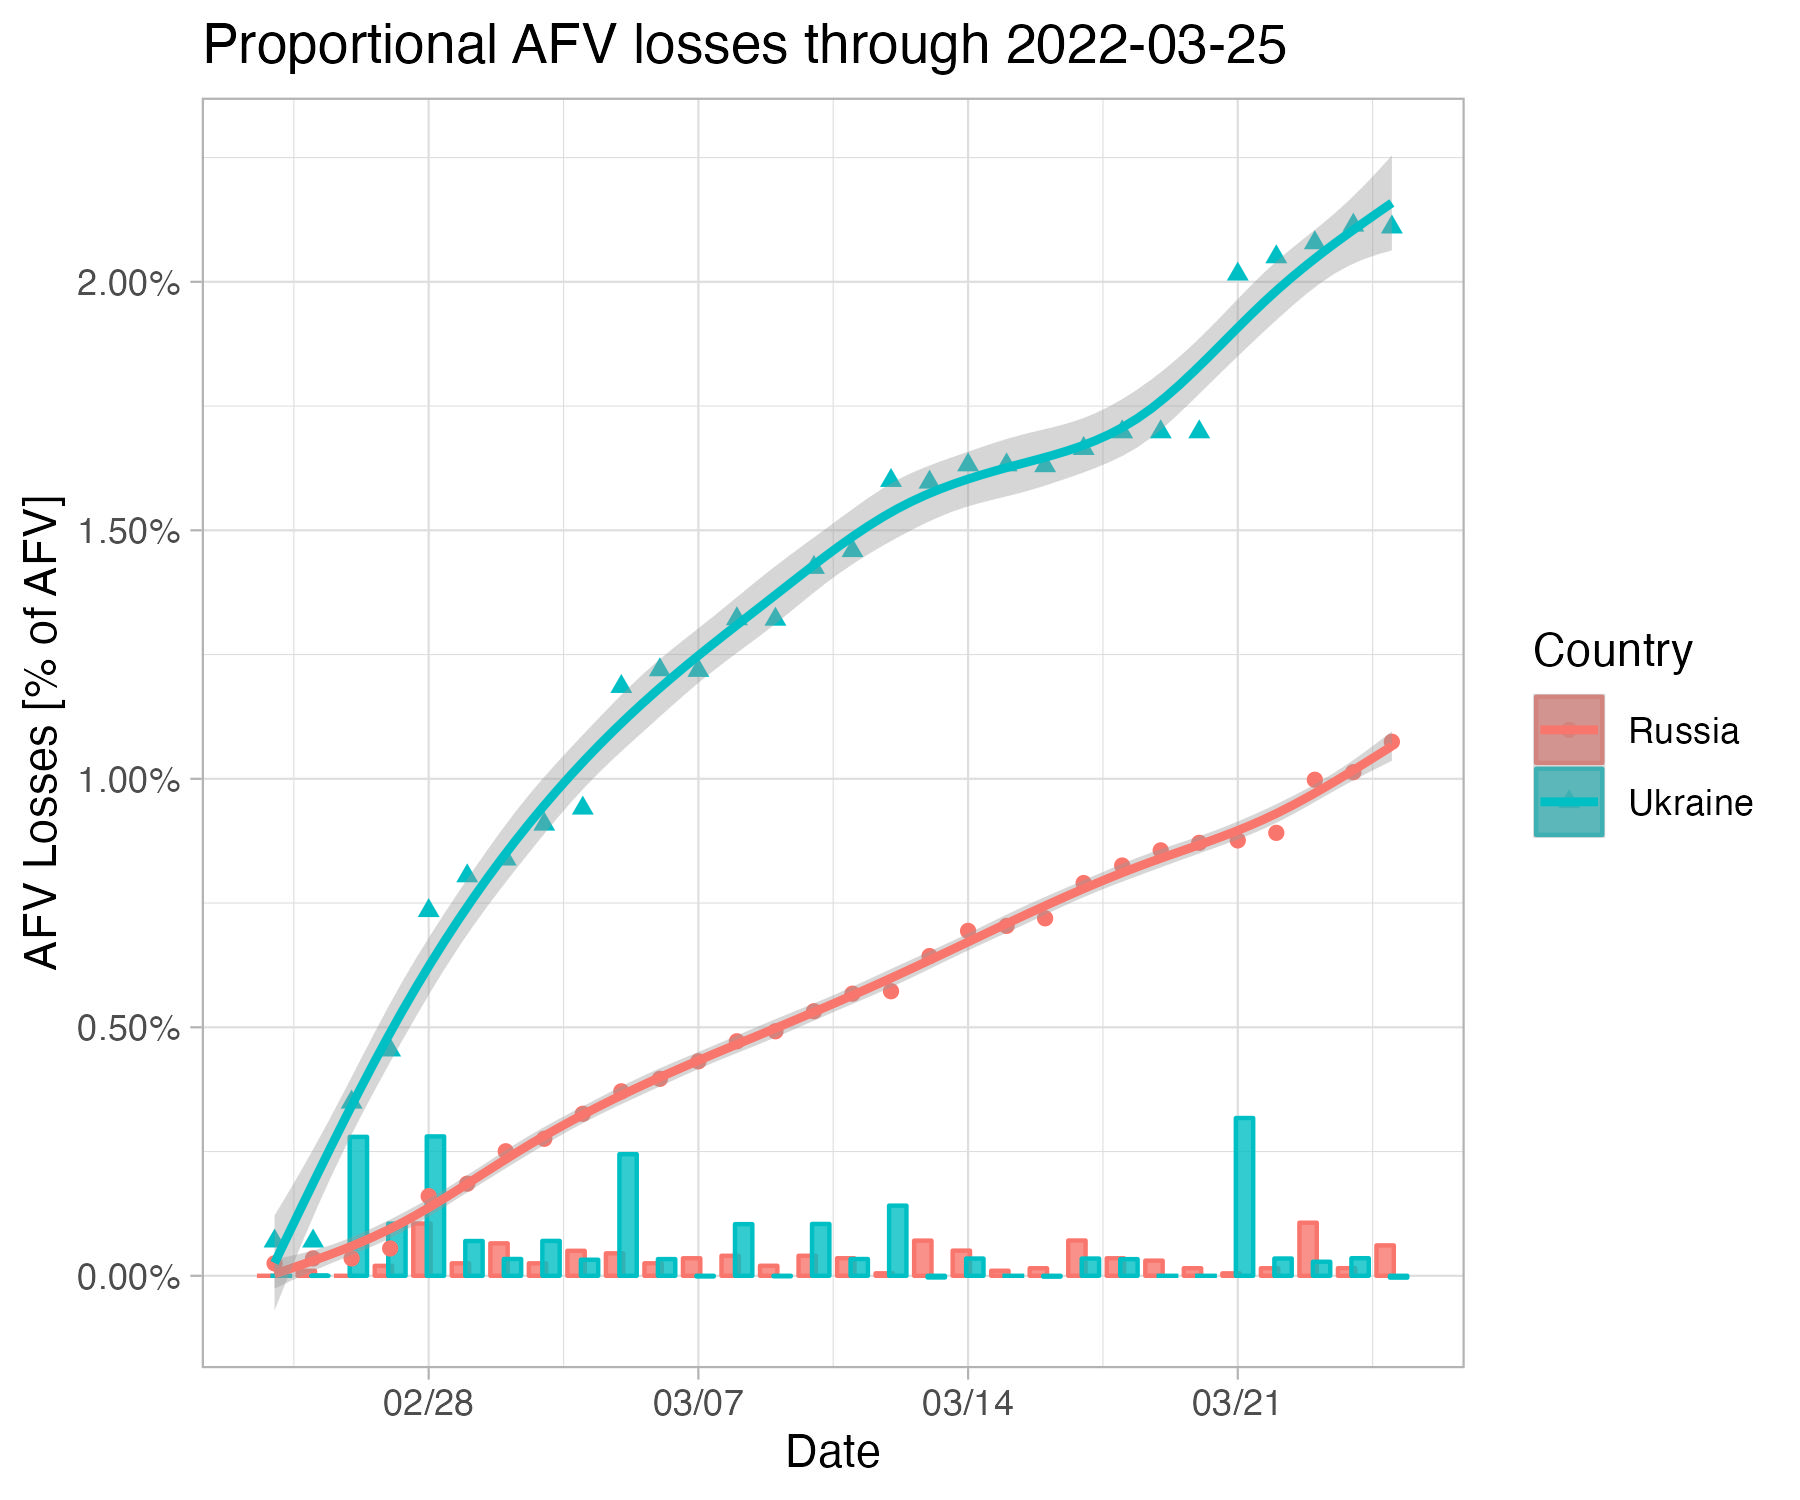 Proportional AFV losses through 2022-03-25
AFV Losses [% of AFV]
2.00%
1.50%
1.00%
0.50%
0.00%
02/28
03/07
03/14
03/21
Date
Country
Russia
Ukraine